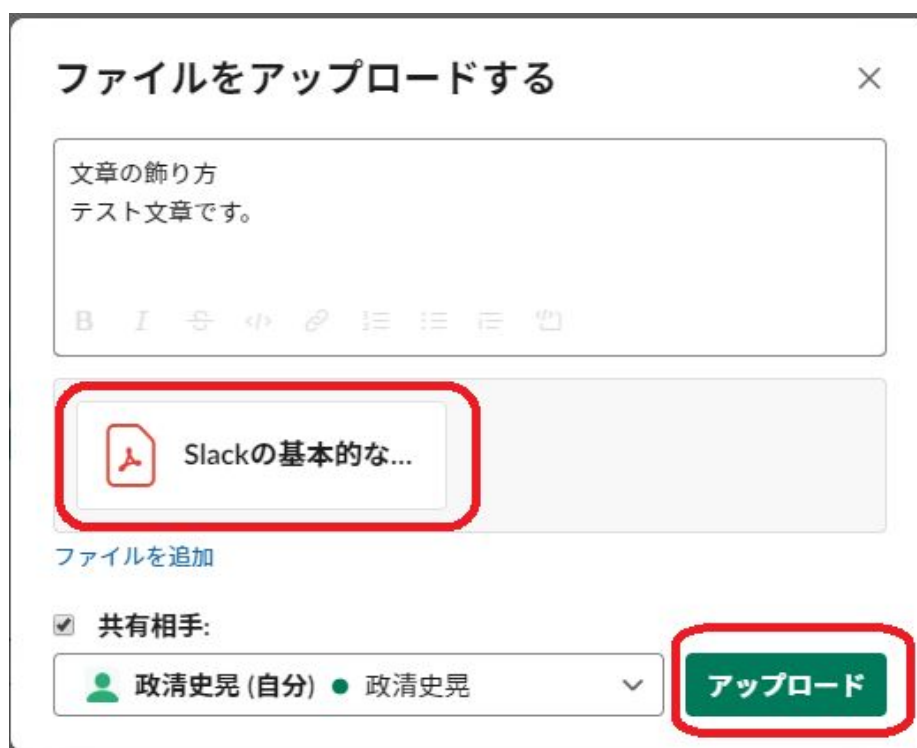 ファイルをアップロードする
文章の飾り方
テスト文章です。
Slackの基本的な...
ファイルを追加
共有相手:
政清史晃 (自分) ● 政清史晃
アップロード